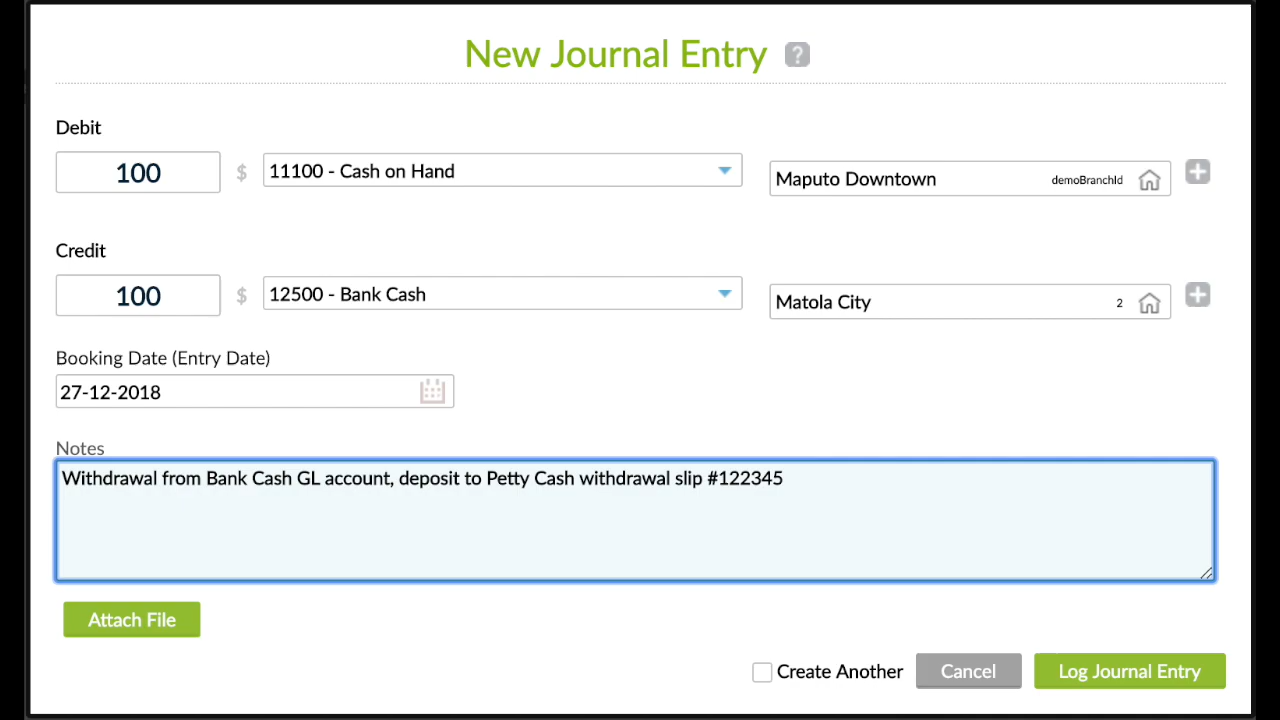 New Journal Entry ?
Debit
100 $ 11100 - Cash on Hand Maputo Downtown demoBranchId +
Credit
100 $ 12500 - Bank Cash Matola City 2 +
Booking Date (Entry Date)
27-12-2018
Notes
Withdrawal from Bank Cash GL account, deposit to Petty Cash withdrawal slip #122345
Attach File
Create Another Cancel Log Journal Entry